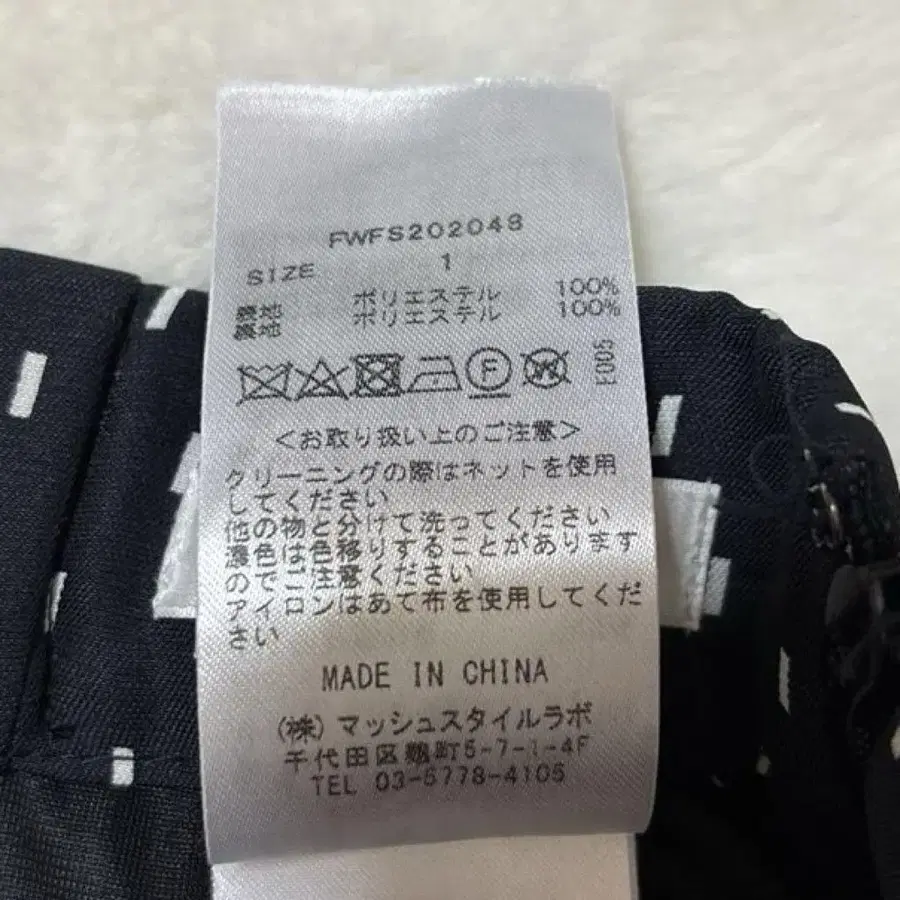 FWFS202048
SIZE 1
表地 ポリエステル 100%
裏地 ポリエステル 100%
E005
<お取り扱い上のご注意>
クリーニングの際はネットを使用
してください
他の物と分けて洗ってください
濃色は色移りすることがあります
のでご注意ください
アイロンはあて布を使用してくだ
さい
MADE IN CHINA
(株)マッシュスタイルラボ
千代田区麹町5-7-1-4F
TEL 03-5778-4105